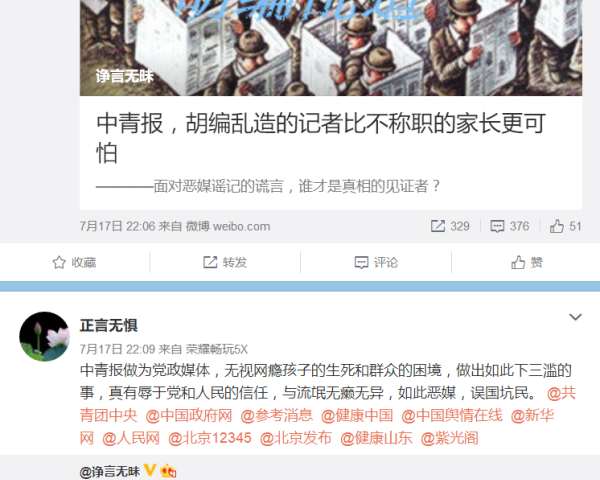 诤言无昧
中青报，胡编乱造的记者比不称职的家长更可
怕
————面对恶媒谣记的谎言，谁才是真相的见证者？
7月17日 22:06 来自 微博 weibo.com 329 376 51
收藏 转发 评论 赞
正言无惧
7月17日 22:09 来自 荣耀畅玩5X
中青报做为党政媒体，无视网瘾孩子的生死和群众的困境，做出如此下三滥的
事，真有辱于党和人民的信任，与流氓无癞无异，如此恶媒，误国坑民。 @共
青团中央 @中国政府网 @参考消息 @健康中国 @中国舆情在线 @新华
网 @人民网 @北京12345 @北京发布 @健康山东 @紫光阁
@诤言无昧